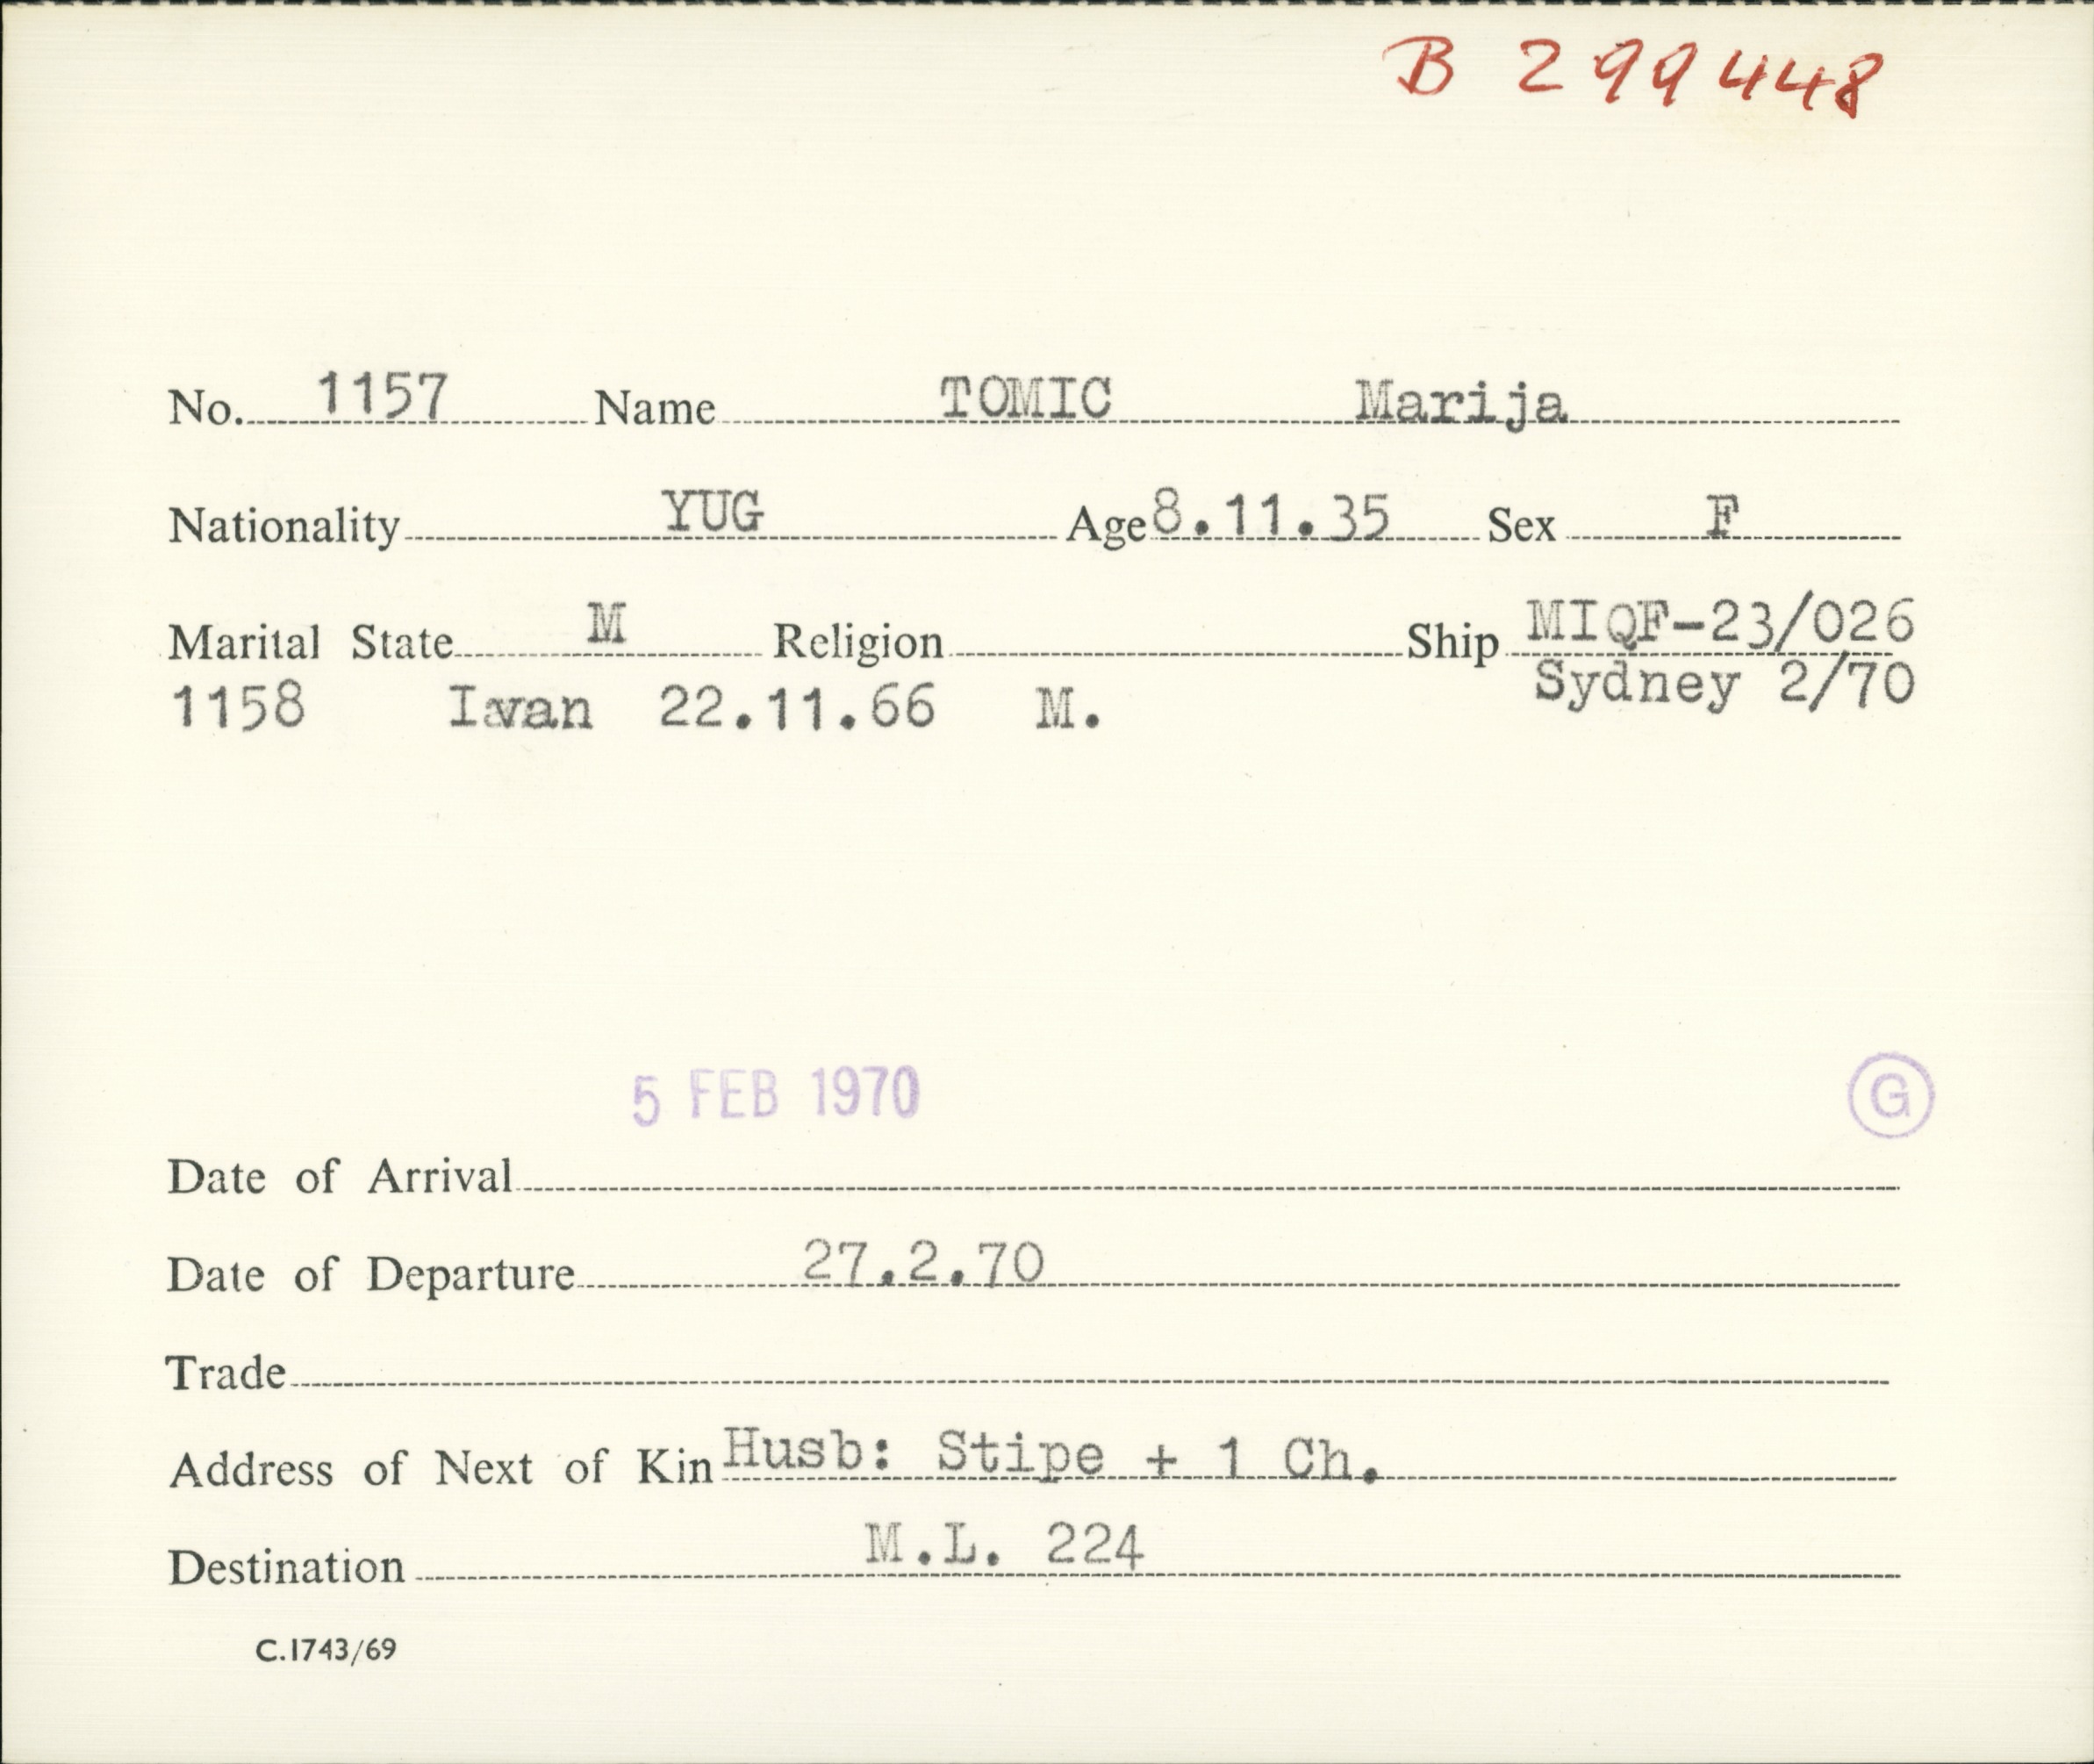 B 299448
No. 1157 Name TOMIC Marija
Nationality YUG Age 8.11.35 Sex F
Marital State M Religion Ship MIQF-23/026
1158 Ivan 22.11.66 M. Sydney 2/70
5 FEB 1970 G
Date of Arrival
Date of Departure 27.2.70
Trade
Address of Next of Kin Husb: Stipe + 1 Ch.
Destination M.L. 224
C.1743/69